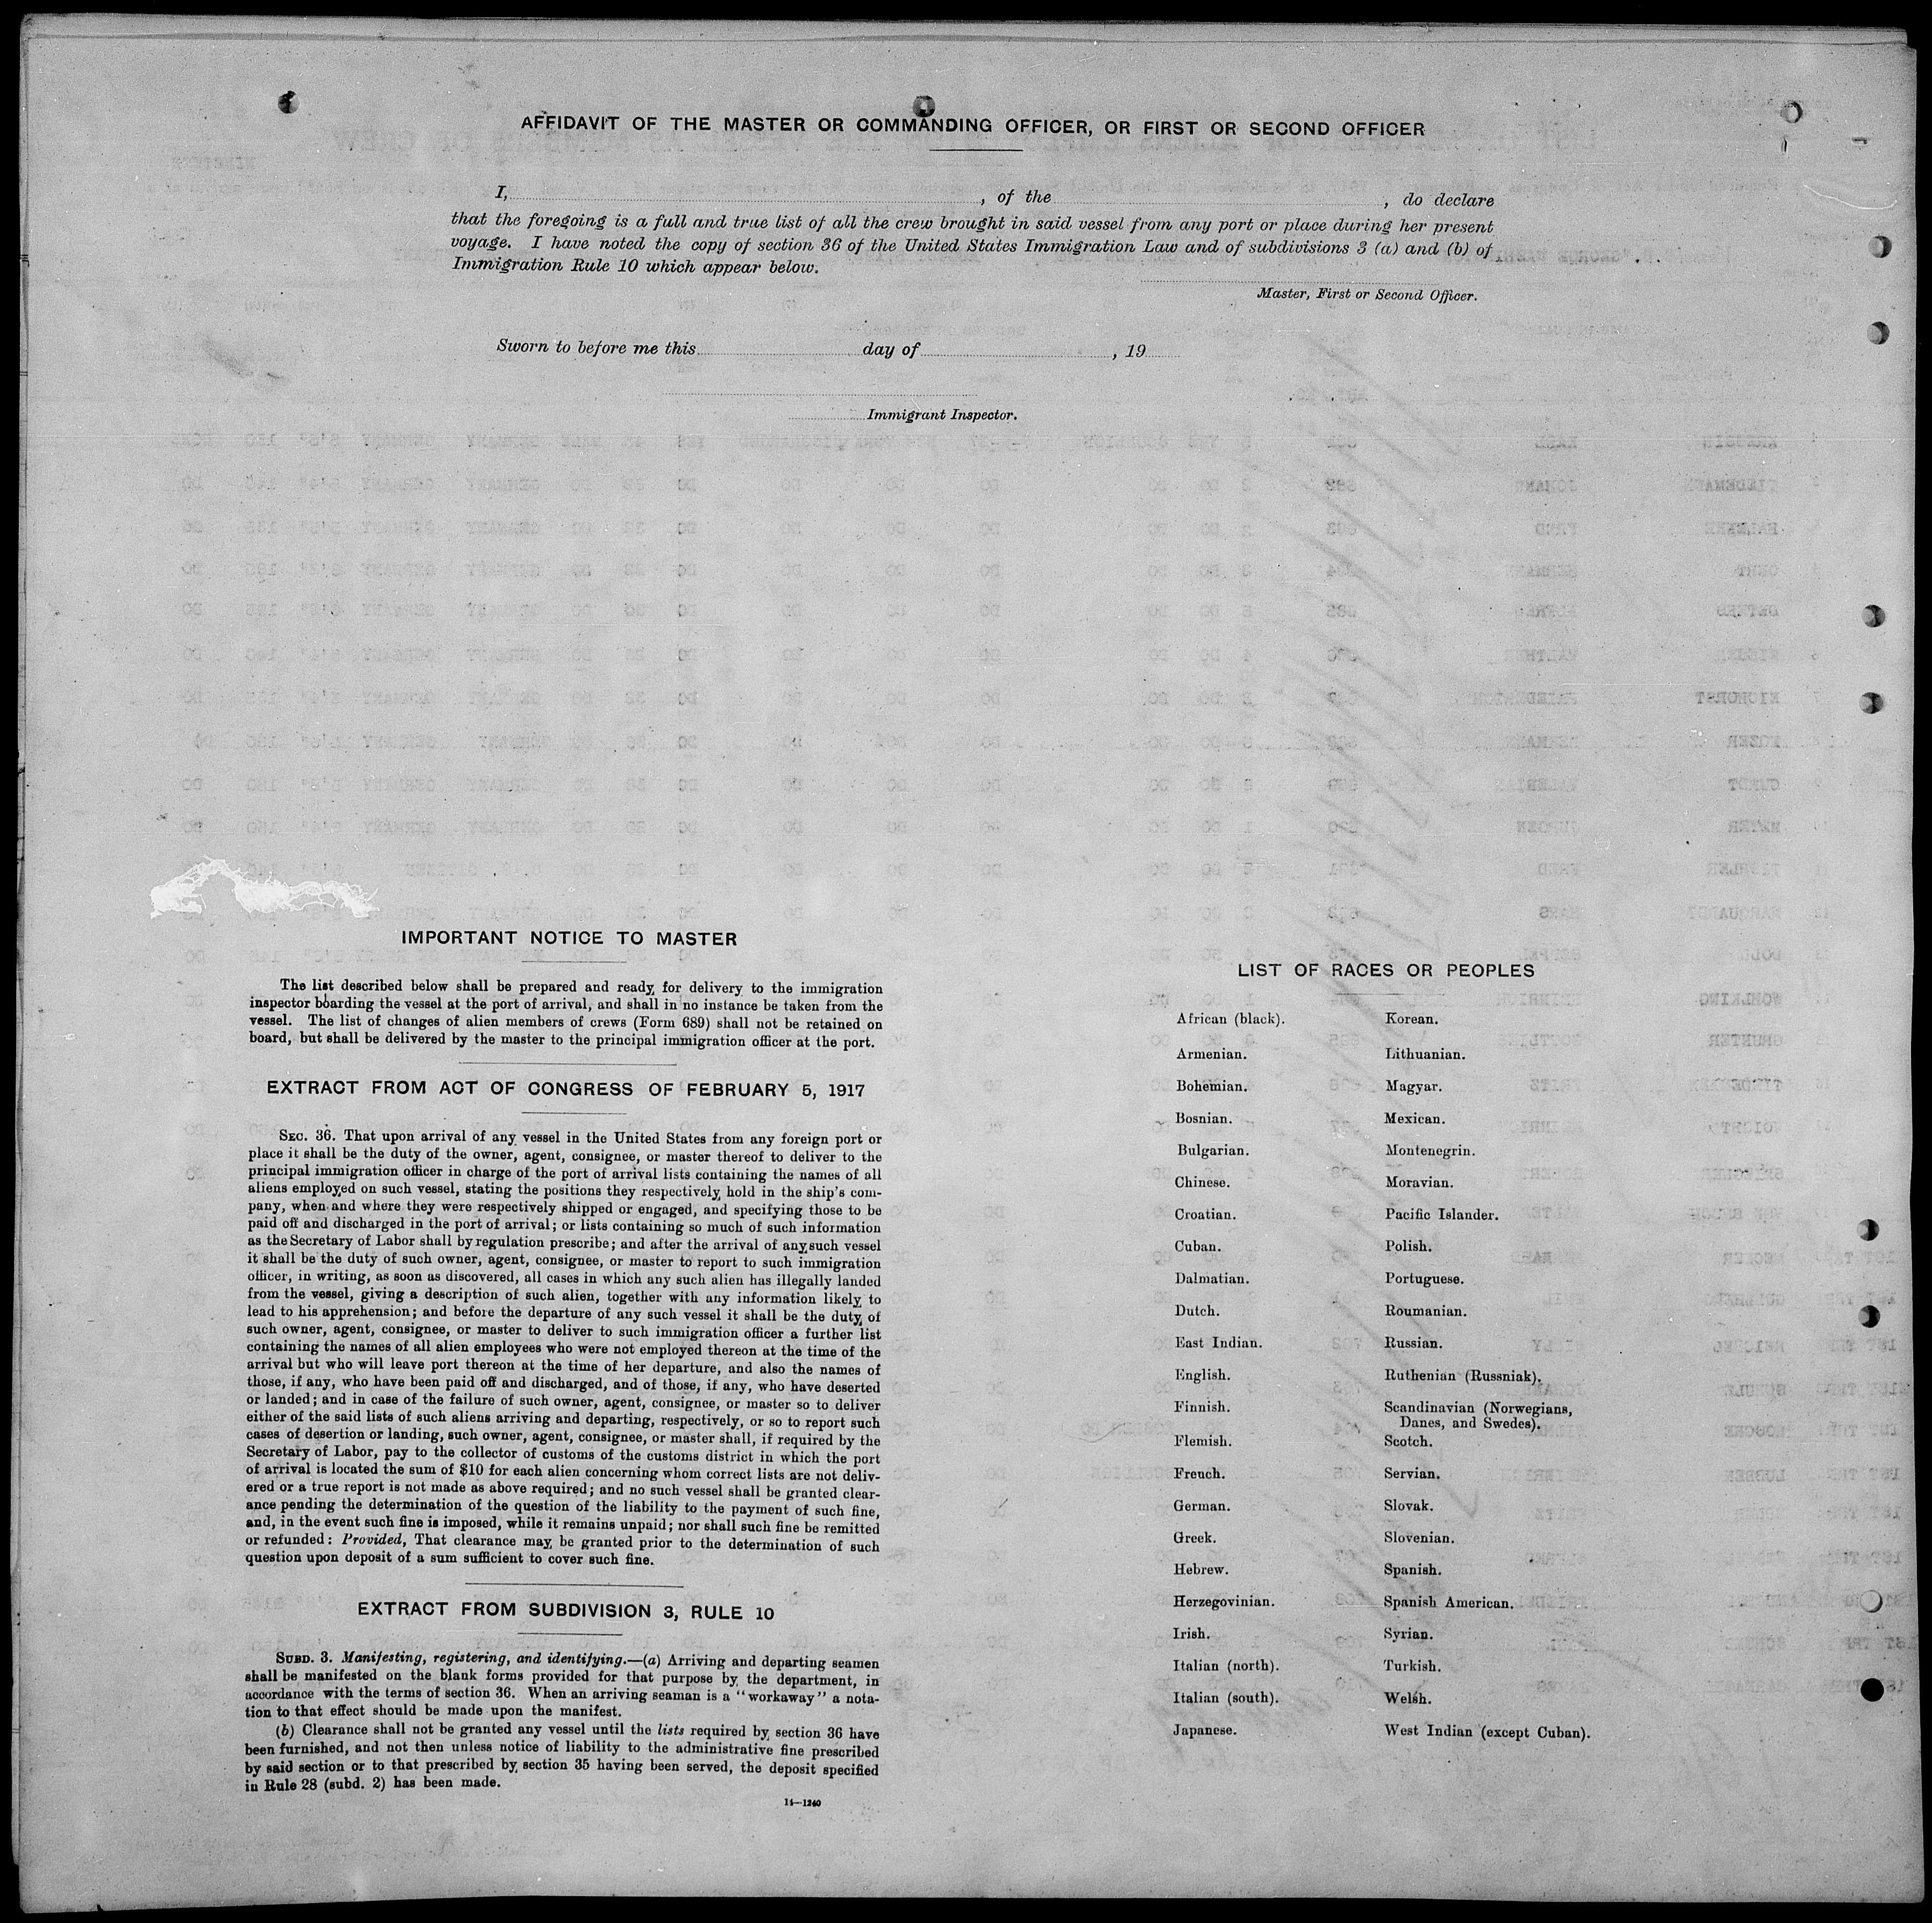 AFFIDAVIT OF THE MASTER OR COMMANDING OFFICER, OR FIRST OR SECOND OFFICER
I, , of the , do declare
that the foregoing is a full and true list of all the crew brought in said vessel from any port or place during her present
voyage. I have noted the copy of section 36 of the United States Immigration Law and of subdivisions 3 (a) and (b) of
Immigration Rule 10 which appear below.
Master, First or Second Officer.
Sworn to before me this day of , 19
Immigrant Inspector.
IMPORTANT NOTICE TO MASTER
The list described below shall be prepared and ready for delivery to the immigration
inspector boarding the vessel at the port of arrival, and shall in no instance be taken from the
vessel. The list of changes of alien members of crews (Form 689) shall not be retained on
board, but shall be delivered by the master to the principal immigration officer at the port.
EXTRACT FROM ACT OF CONGRESS OF FEBRUARY 5, 1917
SEC. 36. That upon arrival of any vessel in the United States from any foreign port or
place it shall be the duty of the owner, agent, consignee, or master thereof to deliver to the
principal immigration officer in charge of the port of arrival lists containing the names of all
aliens employed on such vessel, stating the positions they respectively hold in the ship's com-
pany, when and where they were respectively shipped or engaged, and specifying those to be
paid off and discharged in the port of arrival; or lists containing so much of such information
as the Secretary of Labor shall by regulation prescribe; and after the arrival of any such vessel
it shall be the duty of such owner, agent, consignee, or master to report to such immigration
officer, in writing, as soon as discovered, all cases in which any such alien has illegally landed
from the vessel, giving a description of such alien, together with any information likely to
lead to his apprehension; and before the departure of any such vessel it shall be the duty of
such owner, agent, consignee, or master to deliver to such immigration officer a further list
containing the names of all alien employees who were not employed thereon at the time of the
arrival but who will leave port thereon at the time of her departure, and also the names of
those, if any, who have been paid off and discharged, and of those, if any, who have deserted
or landed; and in case of the failure of such owner, agent, consignee, or master so to deliver
either of the said lists of such aliens arriving and departing, respectively, or so to report such
cases of desertion or landing, such owner, agent, consignee, or master shall, if required by the
Secretary of Labor, pay to the collector of customs of the customs district in which the port
of arrival is located the sum of $10 for each alien concerning whom correct lists are not deliv-
ered or a true report is not made as above required; and no such vessel shall be granted clear-
ance pending the determination of the question of the liability to the payment of such fine,
and, in the event such fine is imposed, while it remains unpaid; nor shall such fine be remitted
or refunded: Provided, That clearance may be granted prior to the determination of such
question upon deposit of a sum sufficient to cover such fine.
EXTRACT FROM SUBDIVISION 3, RULE 10
SUBD. 3. Manifesting, registering, and identifying.—(a) Arriving and departing seamen
shall be manifested on the blank forms provided for that purpose by the department, in
accordance with the terms of section 36. When an arriving seaman is a "workaway" a nota-
tion to that effect should be made upon the manifest.
(b) Clearance shall not be granted any vessel until the lists required by section 36 have
been furnished, and not then unless notice of liability to the administrative fine prescribed
by said section or to that prescribed by section 35 having been served, the deposit specified
in Rule 28 (subd. 2) has been made.
14—1240
LIST OF RACES OR PEOPLES
African (black).
Armenian.
Bohemian.
Bosnian.
Bulgarian.
Chinese.
Croatian.
Cuban.
Dalmatian.
Dutch.
East Indian.
English.
Finnish.
Flemish.
French.
German.
Greek.
Hebrew.
Herzegovinian.
Irish.
Italian (north).
Italian (south).
Japanese.
Korean.
Lithuanian.
Magyar.
Mexican.
Montenegrin.
Moravian.
Pacific Islander.
Polish.
Portuguese.
Roumanian.
Russian.
Ruthenian (Russniak).
Scandinavian (Norwegians,
Danes, and Swedes).
Scotch.
Servian.
Slovak.
Slovenian.
Spanish.
Spanish American.
Syrian.
Turkish.
Welsh.
West Indian (except Cuban).